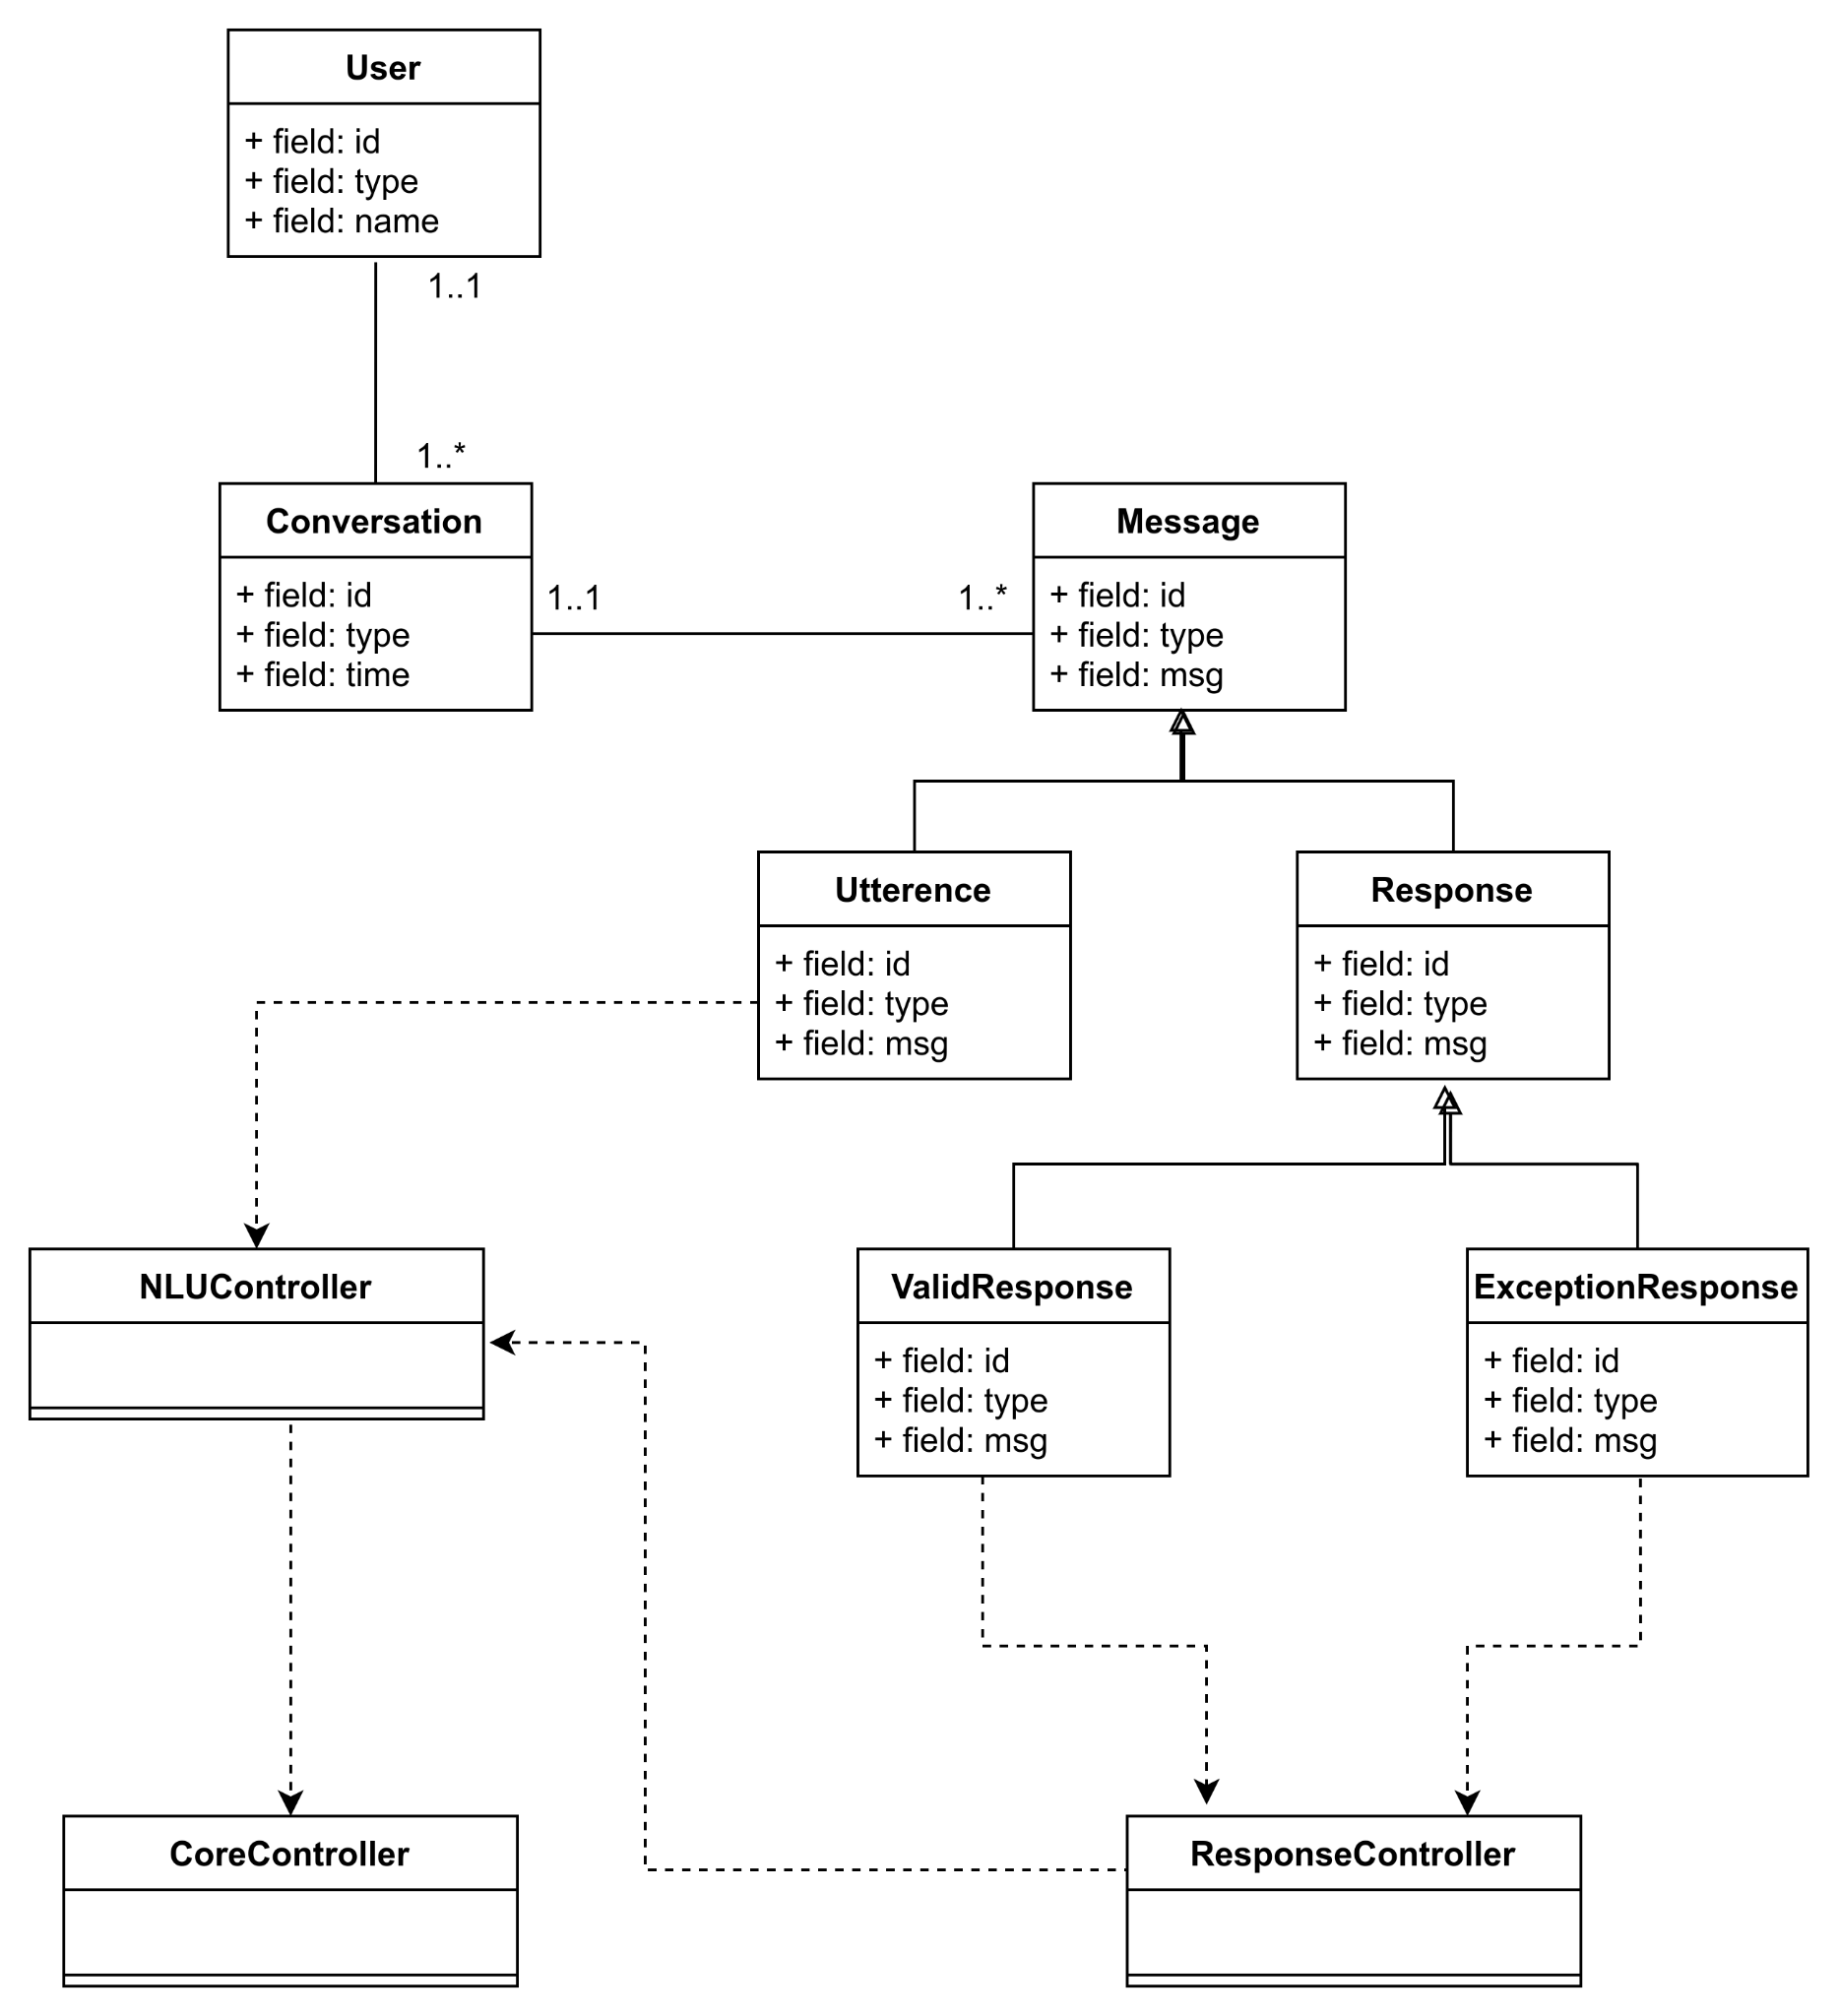 User
+ field: id
+ field: type
+ field: name
1..1
1..*
Conversation
+ field: id
+ field: type
+ field: time
1..1
1..*
Message
+ field: id
+ field: type
+ field: msg
Utterence
+ field: id
+ field: type
+ field: msg
Response
+ field: id
+ field: type
+ field: msg
NLUController
ValidResponse
+ field: id
+ field: type
+ field: msg
ExceptionResponse
+ field: id
+ field: type
+ field: msg
CoreController
ResponseController